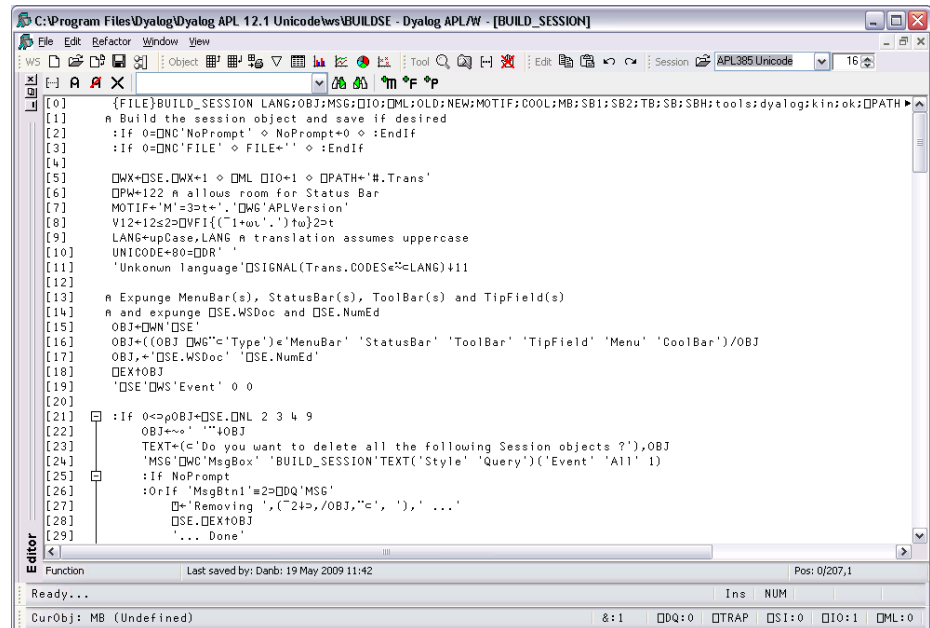 C:\Program Files\Dyalog\Dyalog APL 12.1 Unicode\ws\BUILDSE - Dyalog APL/W - [BUILD_SESSION]
File Edit Refactor Window View
WS Object Tool Edit Session APL385 Unicode 16
[0] {FILE}BUILD_SESSION LANG;OBJ;MSG;⎕IO;⎕ML;OLD;NEW;MOTIF;COOL;MB;SB1;SB2;TB;SB;SBH;tools;dyalog;kin;ok;⎕PATH
[1] ⍝ Build the session object and save if desired
[2] :If 0=⎕NC'NoPrompt' ⋄ NoPrompt←0 ⋄ :EndIf
[3] :If 0=⎕NC'FILE' ⋄ FILE←'' ⋄ :EndIf
[4]
[5] ⎕WX←⎕SE.⎕WX←1 ⋄ ⎕ML ⎕IO←1 ⋄ ⎕PATH←'#.Trans'
[6] ⎕PW←122 ⍝ allows room for Status Bar
[7] MOTIF←'M'=3⊃t←'.'⎕WG'APLVersion'
[8] V12←12≤2⊃⎕VFI{(¯1+⍵⍳'.')↑⍵}2⊃t
[9] LANG←upCase,LANG ⍝ translation assumes uppercase
[10] UNICODE←80=⎕DR' '
[11] 'Unkonwn language'⎕SIGNAL(Trans.CODES∊⍨⊂LANG)↓11
[12]
[13] ⍝ Expunge MenuBar(s), StatusBar(s), ToolBar(s) and TipField(s)
[14] ⍝ and expunge ⎕SE.WSDoc and ⎕SE.NumEd
[15] OBJ←⎕WN'⎕SE'
[16] OBJ←((OBJ ⎕WG¨⊂'Type')∊'MenuBar' 'StatusBar' 'ToolBar' 'TipField' 'Menu' 'CoolBar')/OBJ
[17] OBJ,←'⎕SE.WSDoc' '⎕SE.NumEd'
[18] ⎕EX↑OBJ
[19] '⎕SE'⎕WS'Event' 0 0
[20]
[21] :If 0<⊃⍴OBJ←⎕SE.⎕NL 2 3 4 9
[22] OBJ←~∘' '¨↓OBJ
[23] TEXT←(⊂'Do you want to delete all the following Session objects ?'),OBJ
[24] 'MSG'⎕WC'MsgBox' 'BUILD_SESSION'TEXT('Style' 'Query')('Event' 'All' 1)
[25] :If NoPrompt
[26] :OrIf 'MsgBtn1'≡2⊃⎕DQ'MSG'
[27] ⍞←'Removing ',(¯2↓⊃,/OBJ,¨⊂', '),' ...'
[28] ⎕SE.⎕EX↑OBJ
[29] '... Done'
Editor
Function Last saved by: Danb: 19 May 2009 11:42 Pos: 0/207,1
Ready... Ins NUM
CurObj: MB (Undefined) &:1 ⎕DQ:0 ⎕TRAP ⎕SI:0 ⎕IO:1 ⎕ML:0